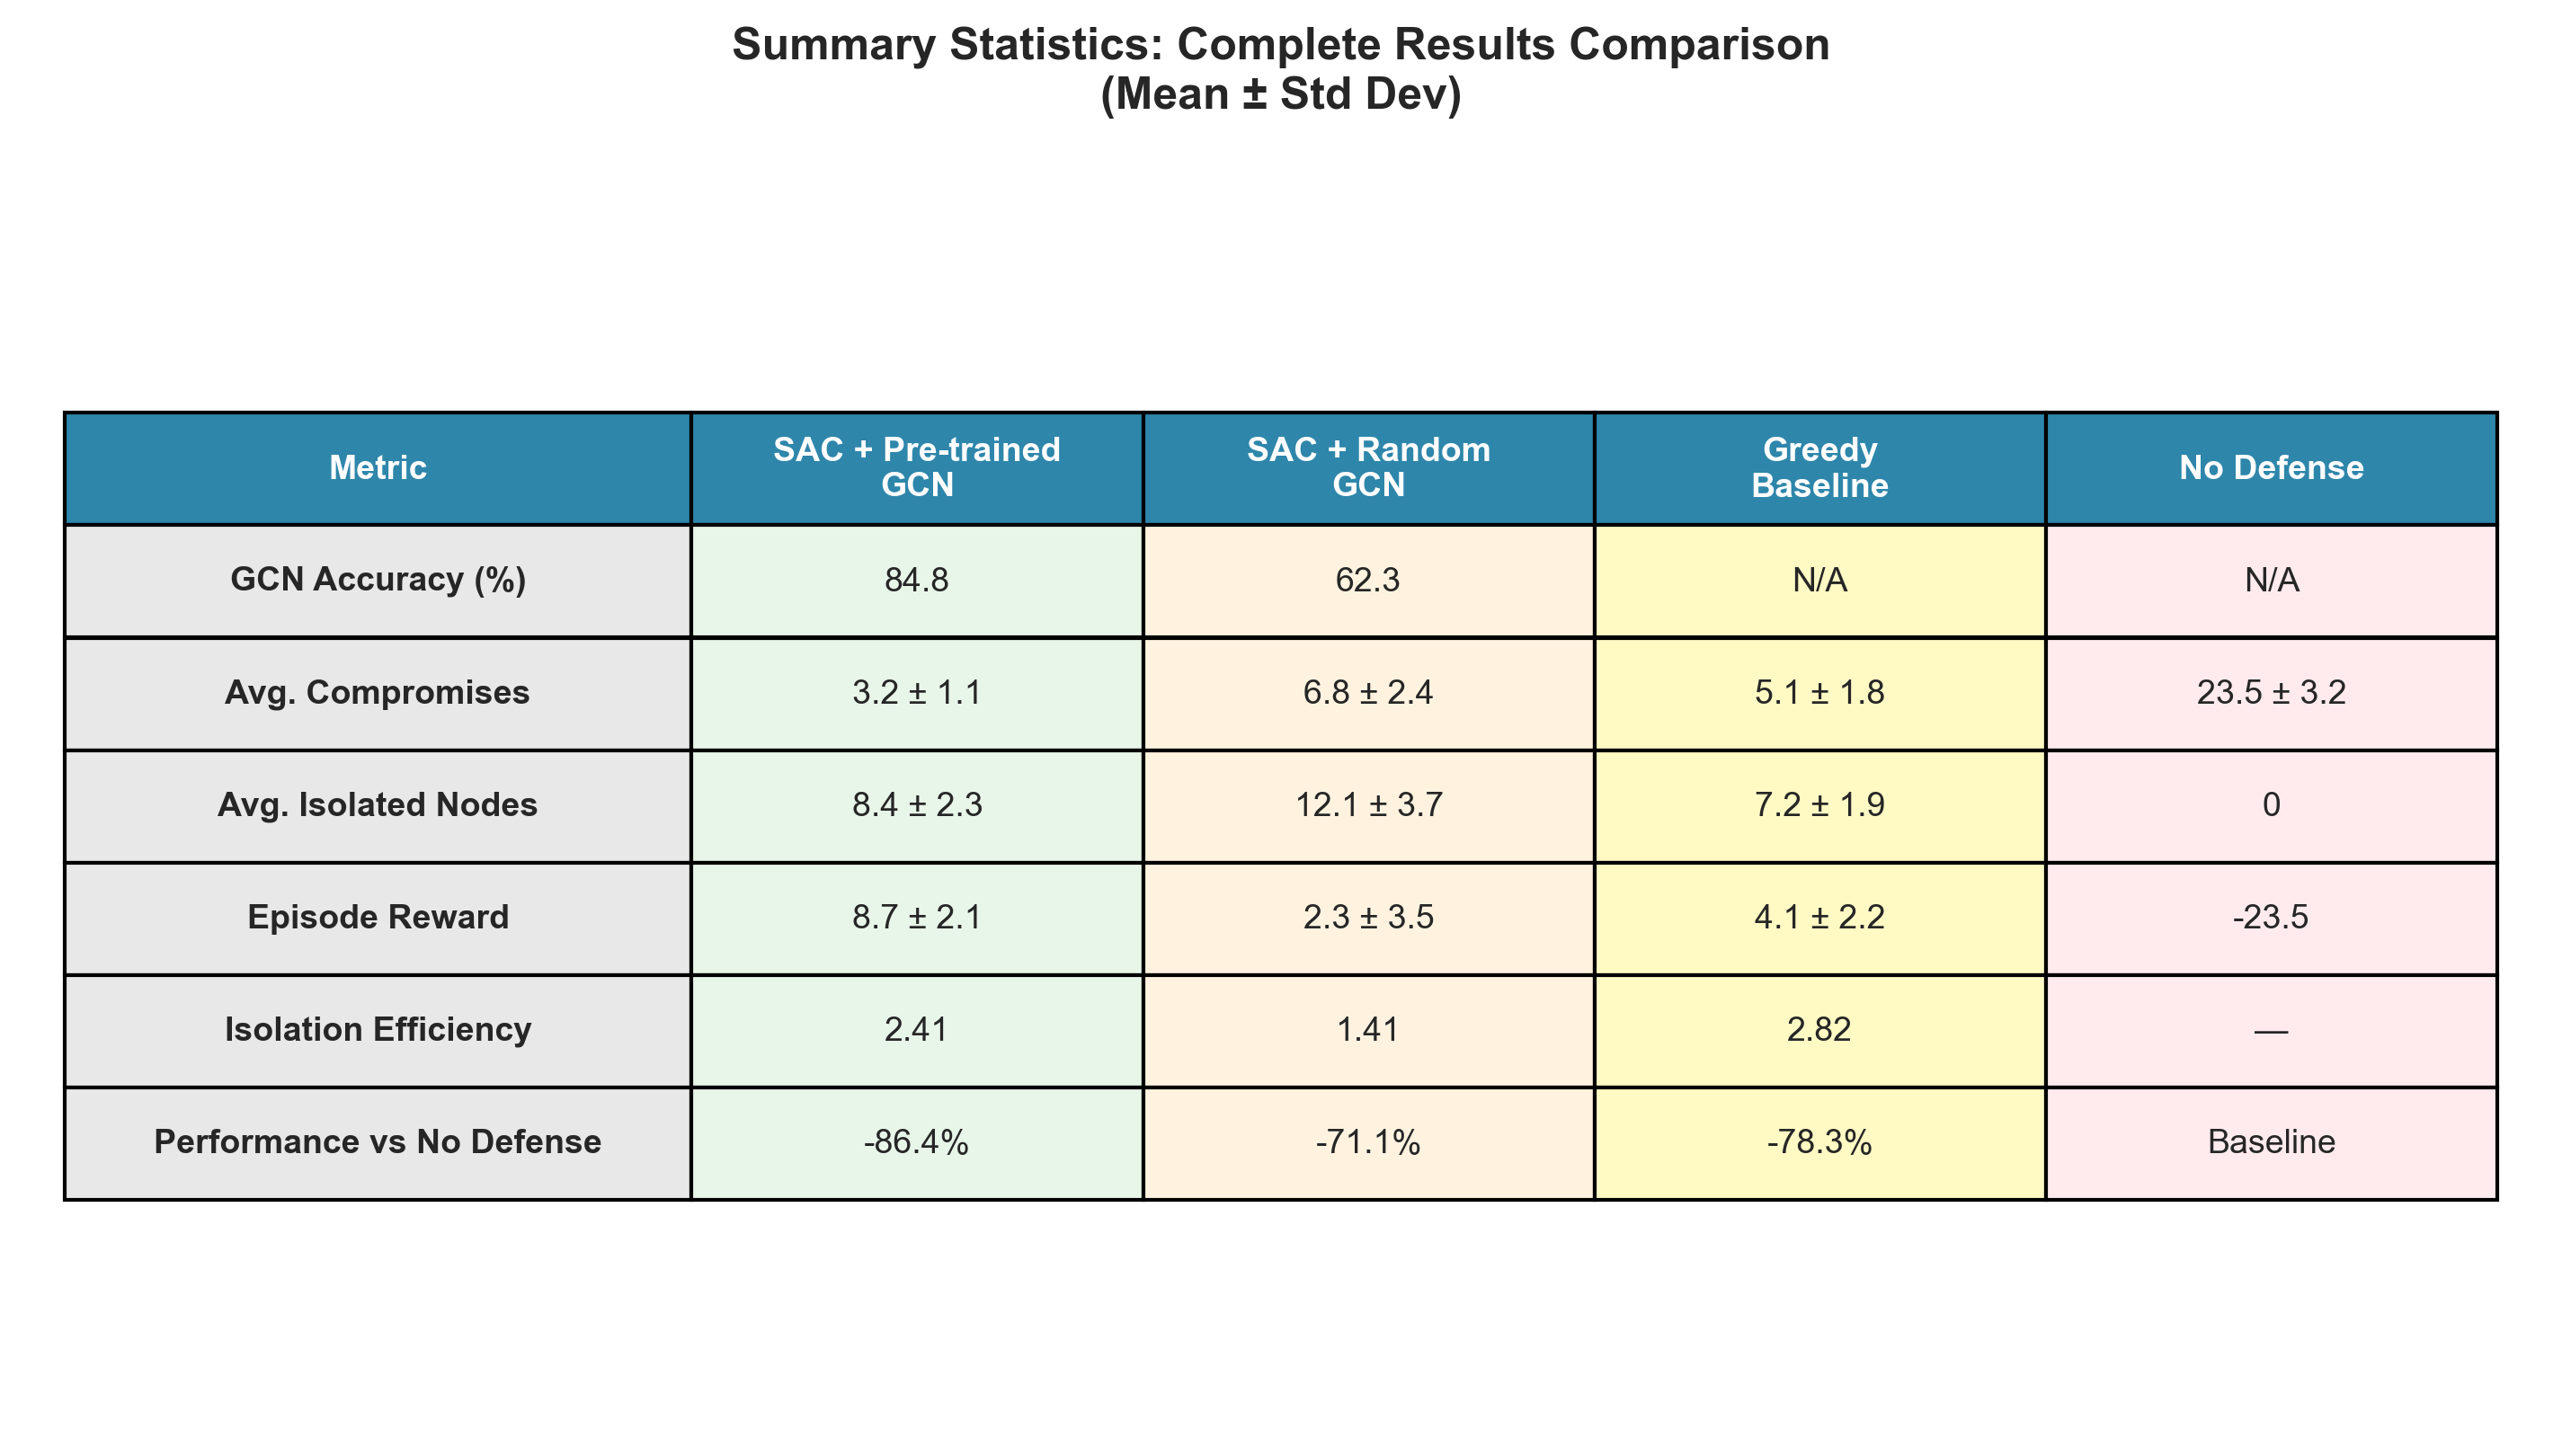 Summary Statistics: Complete Results Comparison
(Mean ± Std Dev)
Metric
SAC + Pre-trained
GCN
SAC + Random
GCN
Greedy
Baseline
No Defense
GCN Accuracy (%)
84.8
62.3
N/A
N/A
Avg. Compromises
3.2 ± 1.1
6.8 ± 2.4
5.1 ± 1.8
23.5 ± 3.2
Avg. Isolated Nodes
8.4 ± 2.3
12.1 ± 3.7
7.2 ± 1.9
0
Episode Reward
8.7 ± 2.1
2.3 ± 3.5
4.1 ± 2.2
-23.5
Isolation Efficiency
2.41
1.41
2.82
—
Performance vs No Defense
-86.4%
-71.1%
-78.3%
Baseline